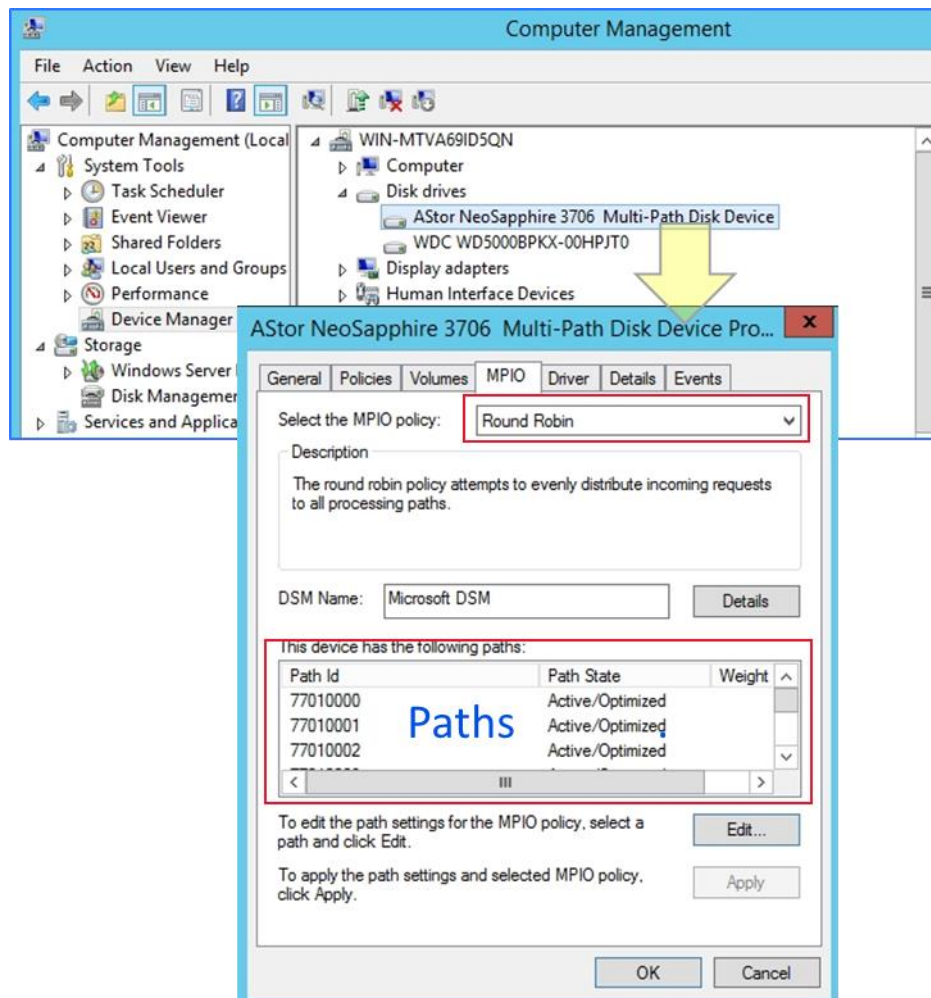 Computer Management
File Action View Help
Computer Management (Local
System Tools
Task Scheduler
Event Viewer
Shared Folders
Local Users and Groups
Performance
Device Manager
Storage
Windows Server
Disk Managemer
Services and Applica
WIN-MTVA69ID5QN
Computer
Disk drives
AStor NeoSapphire 3706 Multi-Path Disk Device
WDC WD5000BPKX-00HPJT0
Display adapters
Human Interface Devices
AStor NeoSapphire 3706 Multi-Path Disk Device Pro... x
General Policies Volumes MPIO Driver Details Events
Select the MPIO policy: Round Robin
Description
The round robin policy attempts to evenly distribute incoming requests
to all processing paths.
DSM Name: Microsoft DSM Details
This device has the following paths:
Path Id Path State Weight
77010000 Active/Optimized
77010001 Active/Optimized
77010002 Active/Optimized
Paths
To edit the path settings for the MPIO policy, select a
path and click Edit.
Edit...
To apply the path settings and selected MPIO policy,
click Apply.
Apply
OK Cancel